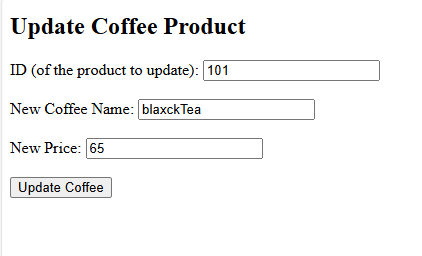 Update Coffee Product
ID (of the product to update): 101
New Coffee Name: blaxckTea
New Price: 65
Update Coffee